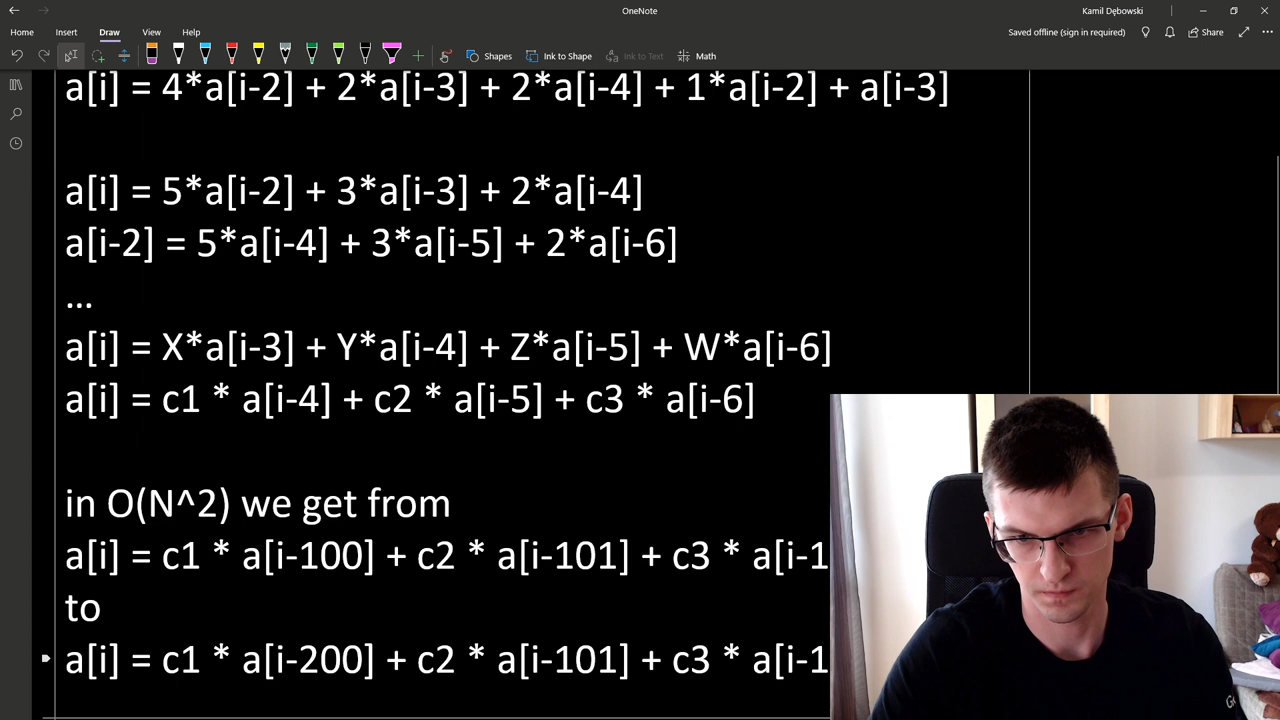 OneNote
Kamil Dębowski
Home Insert Draw View Help
Saved offline (sign in required)
Share
Shapes Ink to Shape Ink to Text Math
a[i] = 4*a[i-2] + 2*a[i-3] + 2*a[i-4] + 1*a[i-2] + a[i-3]
a[i] = 5*a[i-2] + 3*a[i-3] + 2*a[i-4]
a[i-2] = 5*a[i-4] + 3*a[i-5] + 2*a[i-6]
...
a[i] = X*a[i-3] + Y*a[i-4] + Z*a[i-5] + W*a[i-6]
a[i] = c1 * a[i-4] + c2 * a[i-5] + c3 * a[i-6]
in O(N^2) we get from
a[i] = c1 * a[i-100] + c2 * a[i-101] + c3 * a[i-1
to
a[i] = c1 * a[i-200] + c2 * a[i-101] + c3 * a[i-1